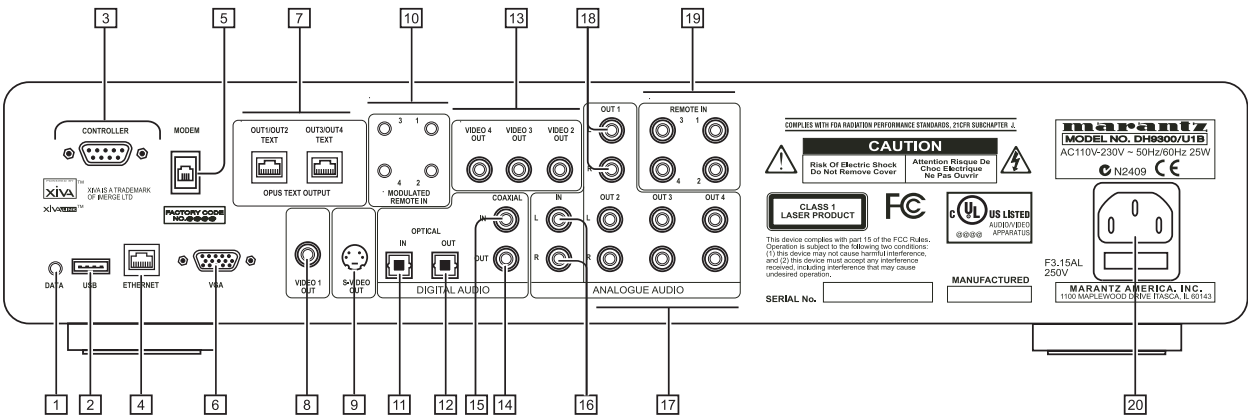 3
5
7
10
13
18
19
CONTROLLER
MODEM
OUT1/OUT2
TEXT
OUT3/OUT4
TEXT
OPUS TEXT OUTPUT
3 1
4 2
MODULATED
REMOTE IN
VIDEO 4
OUT
VIDEO 3
OUT
VIDEO 2
OUT
OUT 1
R
REMOTE IN
3 1
4 2
XiVA™
XIVA IS A TRADEMARK
OF IMERGE LTD
FACTORY CODE
NO.@@@@
DATA
USB
ETHERNET
VGA
VIDEO 1
OUT
S-VIDEO
OUT
OPTICAL
IN
OUT
COAXIAL
IN
OUT
DIGITAL AUDIO
IN
L
R
OUT 2
L
R
OUT 3
OUT 4
ANALOGUE AUDIO
COMPLIES WITH FDA RADIATION PERFORMANCE STANDARDS, 21CFR SUBCHAPTER J.
CAUTION
Risk Of Electric Shock
Do Not Remove Cover
Attention Risque De
Choc Electrique
Ne Pas Ouvrir
CLASS 1
LASER PRODUCT
FC
C UL US LISTED
AUDIO/VIDEO
APPARATUS
@@@@
This device complies with part 15 of the FCC Rules.
Operation is subject to the following two conditions:
(1) this device may not cause harmful interference,
and (2) this device must accept any interference
received, including interference that may cause
undesired operation.
SERIAL No.
MANUFACTURED
marantz
MODEL NO. DH9300/U1B
AC110V-230V ~ 50Hz/60Hz 25W
N2409 CE
F3.15AL
250V
MARANTZ AMERICA. INC.
1100 MAPLEWOOD DRIVE ITASCA, IL 60143
1
2
4
6
8
9
11
12
15
14
16
17
20